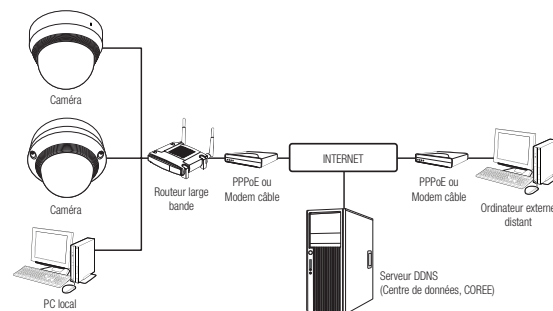 Caméra
Caméra
PC local
Routeur large
bande
PPPoE ou
Modem câble
INTERNET
PPPoE ou
Modem câble
Ordinateur externe
distant
Serveur DDNS
(Centre de données, COREE)